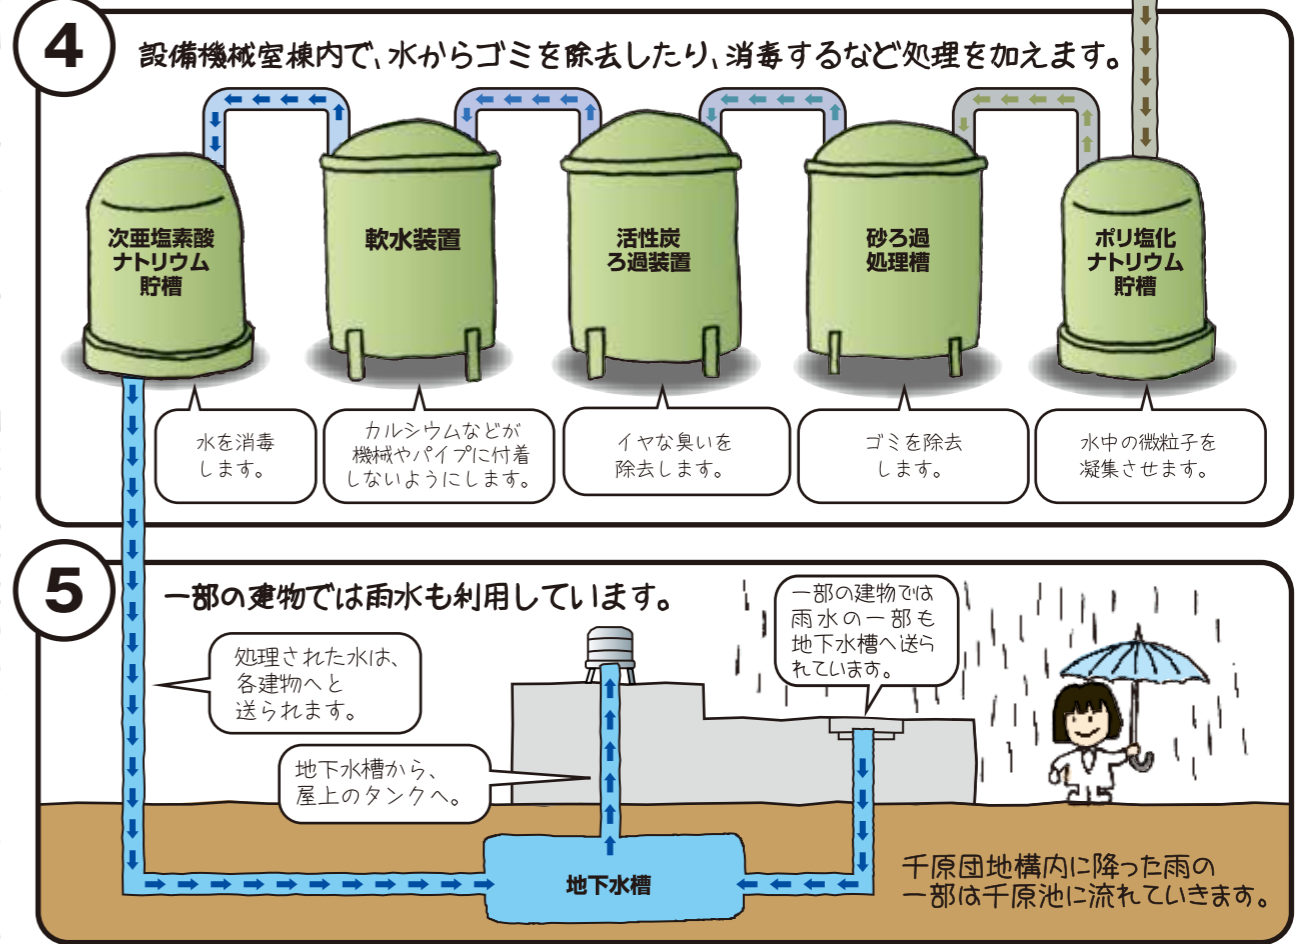 4
設備機械室棟内で、水からゴミを除去したり、消毒するなど処理を加えます。
次亜塩素酸
ナトリウム
貯槽
軟水装置
活性炭
ろ過装置
砂ろ過
処理槽
ポリ塩化
ナトリウム
貯槽
水を消毒
します。
カルシウムなどが
機械やパイプに付着
しないようにします。
イヤな臭いを
除去します。
ゴミを除去
します。
水中の微粒子を
凝集させます。
5
一部の建物では雨水も利用しています。
処理された水は、
各建物へと
送られます。
地下水槽から、
屋上のタンクへ。
一部の建物では
雨水の一部も
地下水槽へ送ら
れています。
地下水槽
千原団地構内に降った雨の
一部は千原池に流れていきます。